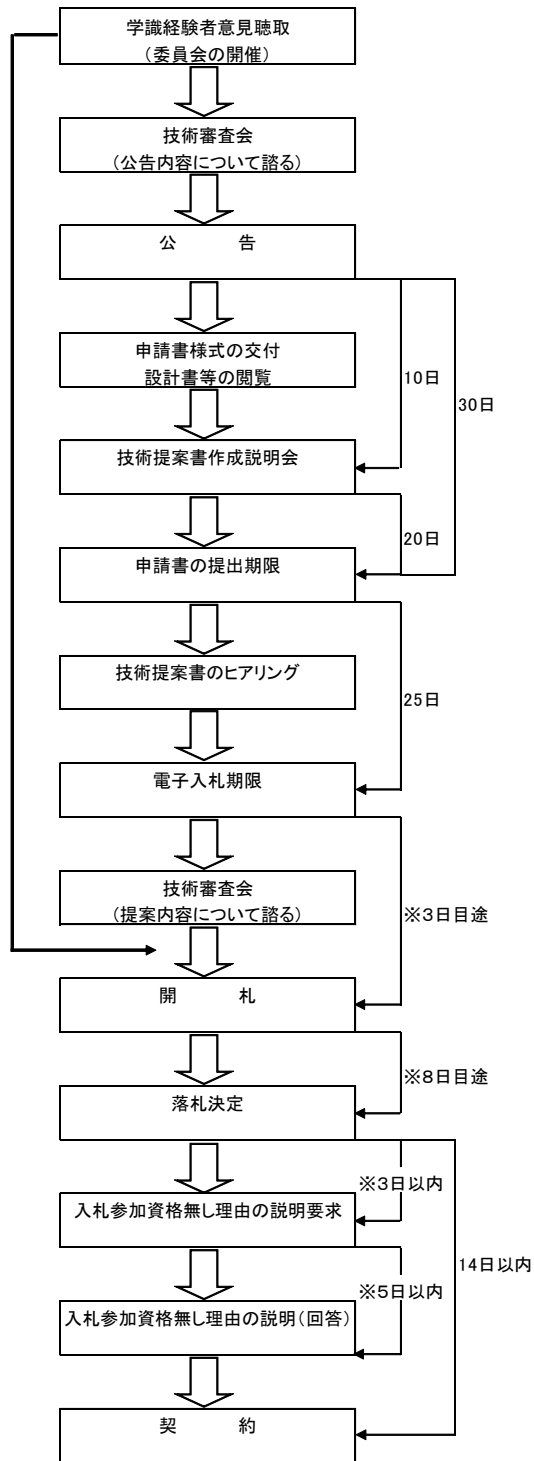 学識経験者意見聴取
（委員会の開催）
技術審査会
（公告内容について諮る）
公　　　告
申請書様式の交付
設計書等の閲覧
10日
30日
技術提案書作成説明会
20日
申請書の提出期限
技術提案書のヒアリング
25日
電子入札期限
技術審査会
（提案内容について諮る）
※3日目途
開　　　札
※8日目途
落札決定
※3日以内
入札参加資格無し理由の説明要求
14日以内
※5日以内
入札参加資格無し理由の説明（回答）
契　　　約